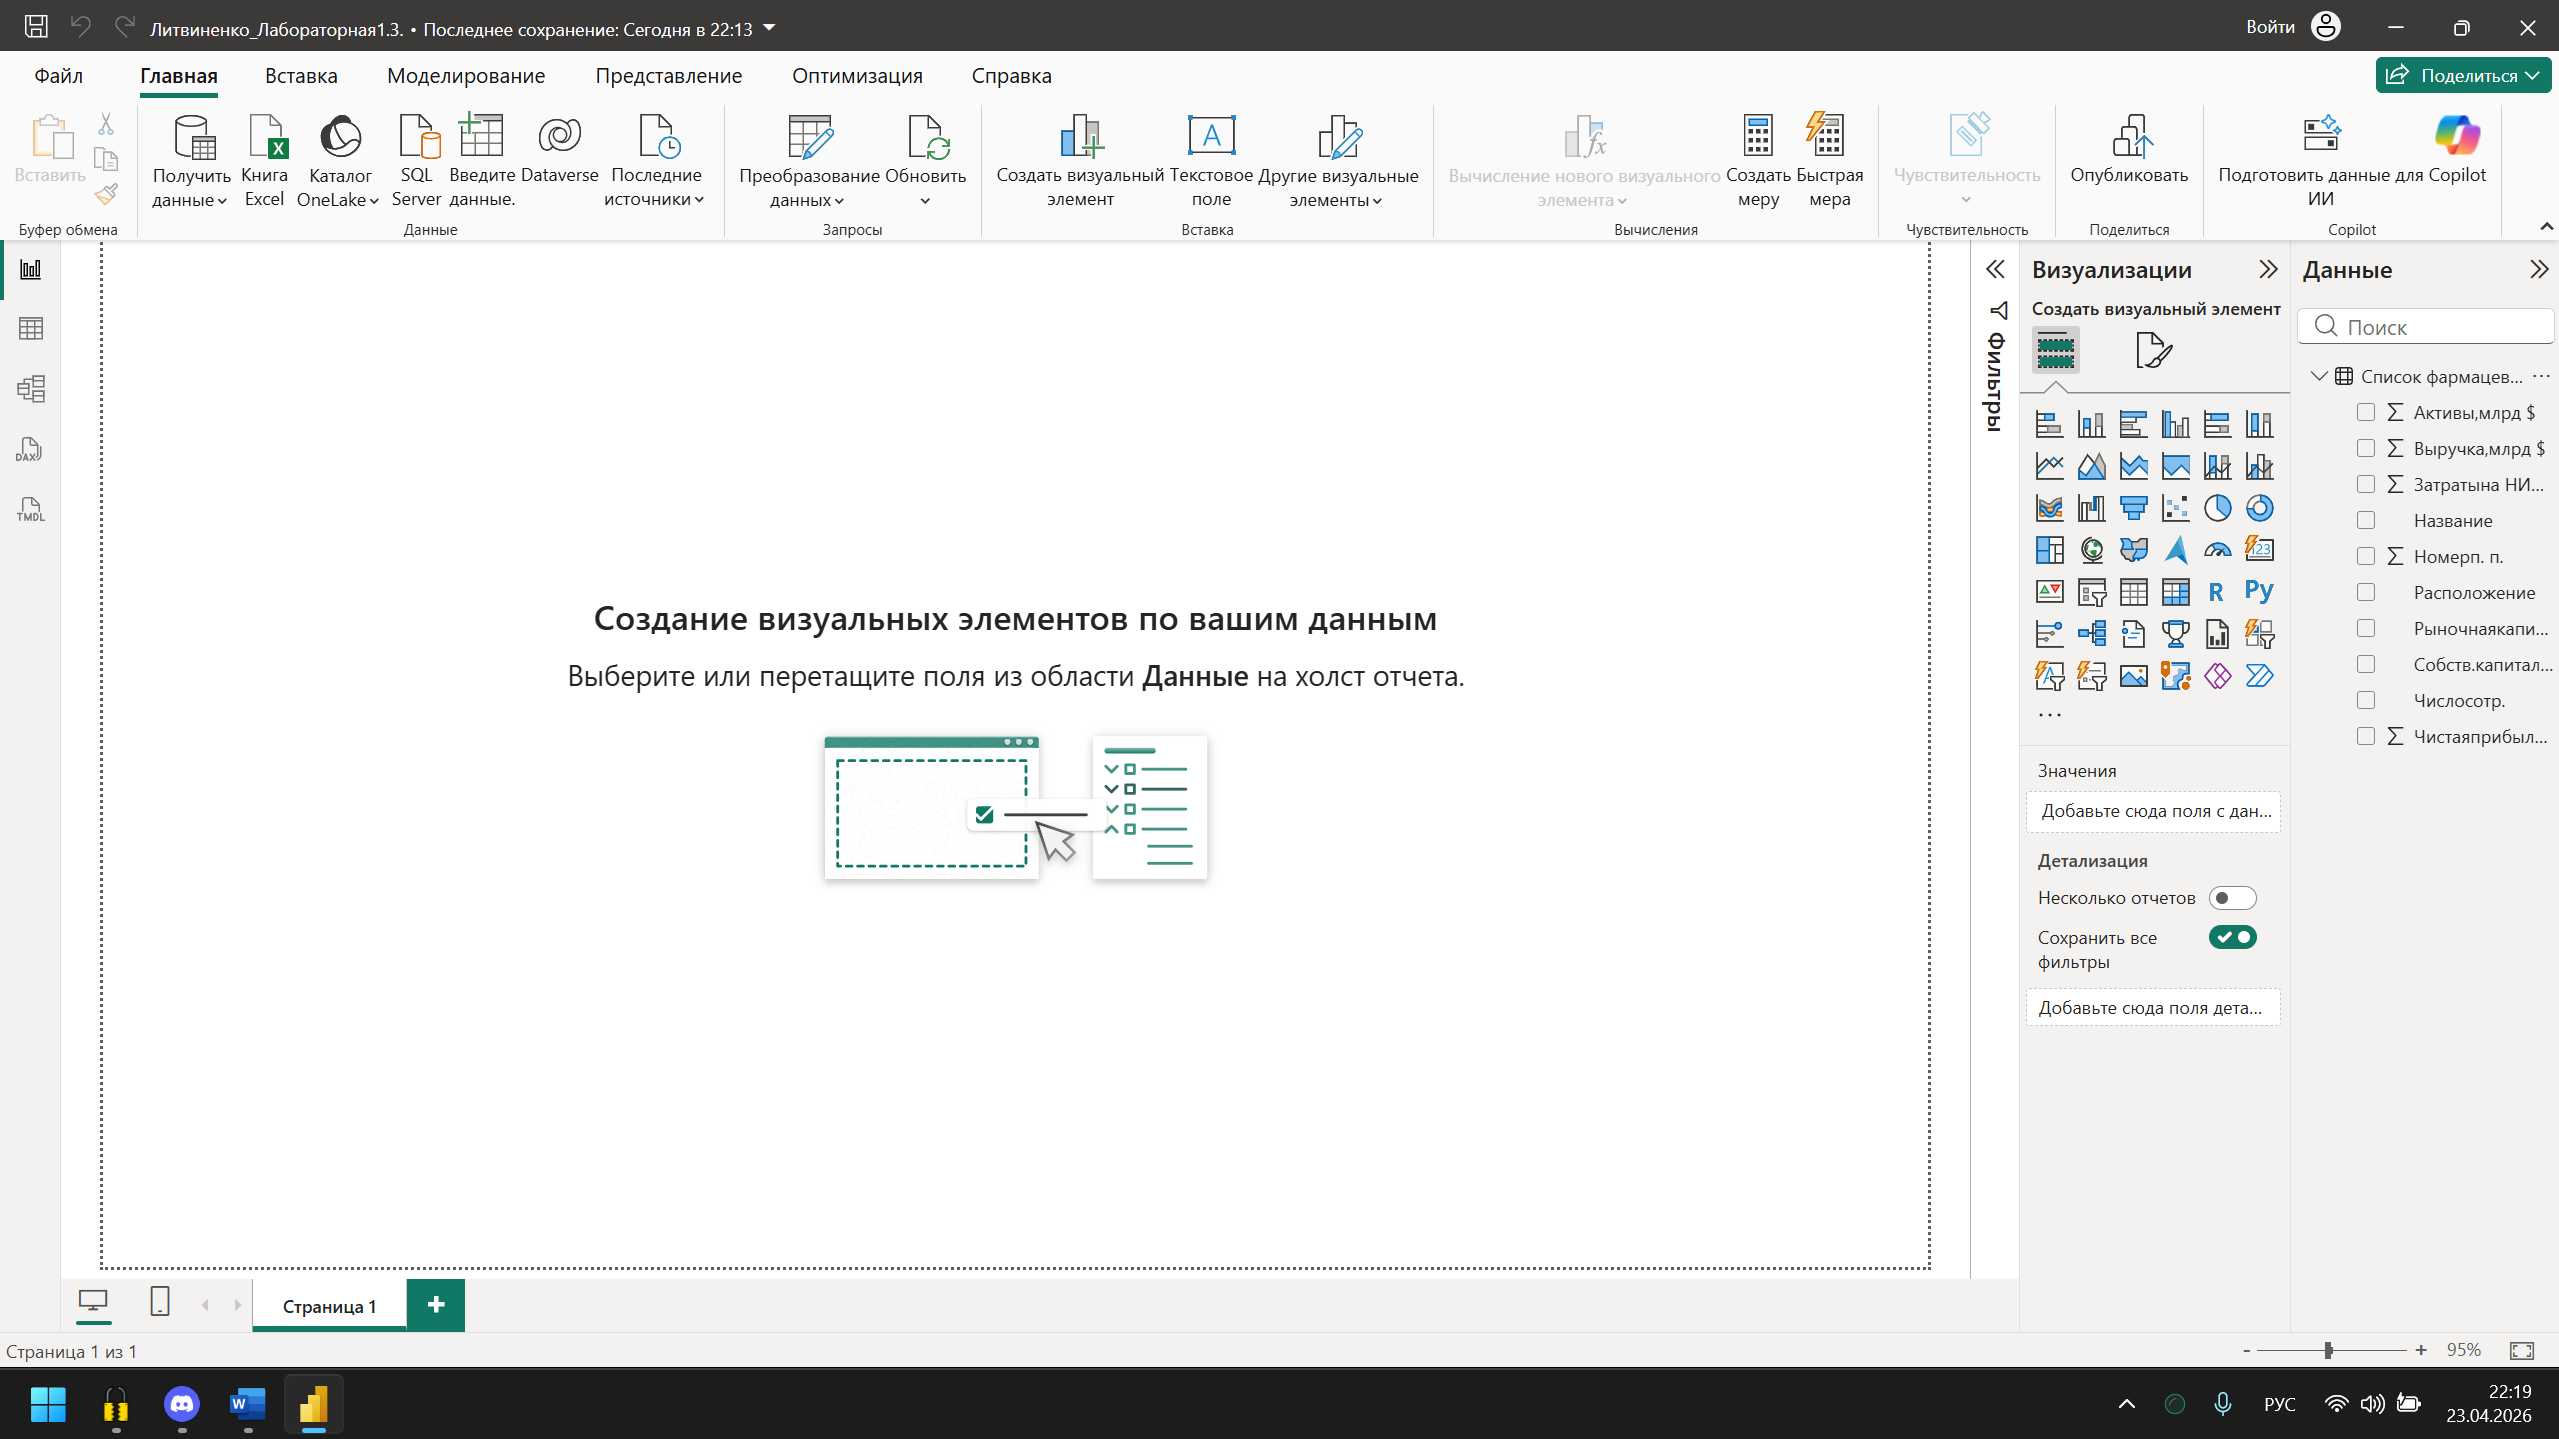 Литвиненко_Лабораторная1.3. • Последнее сохранение: Сегодня в 22:13
Войти
Файл
Главная
Вставка
Моделирование
Представление
Оптимизация
Справка
Поделиться
Вставить
Буфер обмена
Получить данные
Книга Excel
Каталог OneLake
SQL Server
Введите данные.
Dataverse
Последние источники
Данные
Преобразование данных
Обновить
Запросы
Создать визуальный элемент
Текстовое поле
Другие визуальные элементы
Вставка
Вычисление нового визуального элемента
Создать меру
Быстрая мера
Вычисления
Чувствительность
Чувствительность
Опубликовать
Поделиться
Подготовить данные для ИИ
Copilot
Copilot
DAX
TMDL
Создание визуальных элементов по вашим данным
Выберите или перетащите поля из области Данные на холст отчета.
Фильтры
Визуализации
Создать визуальный элемент
123
R
Py
...
Значения
Добавьте сюда поля с дан...
Детализация
Несколько отчетов
Сохранить все
фильтры
Добавьте сюда поля дета...
Данные
Поиск
Список фармацев... ...
Σ Активы,млрд $
Σ Выручка,млрд $
Σ Затратына НИ...
Название
Σ Номерп. п.
Расположение
Рыночнаякапи...
Собств.капитал...
Числосотр.
Σ Чистаяприбыл...
Страница 1
+
Страница 1 из 1
- + 95%
W
РУС
22:19
23.04.2026